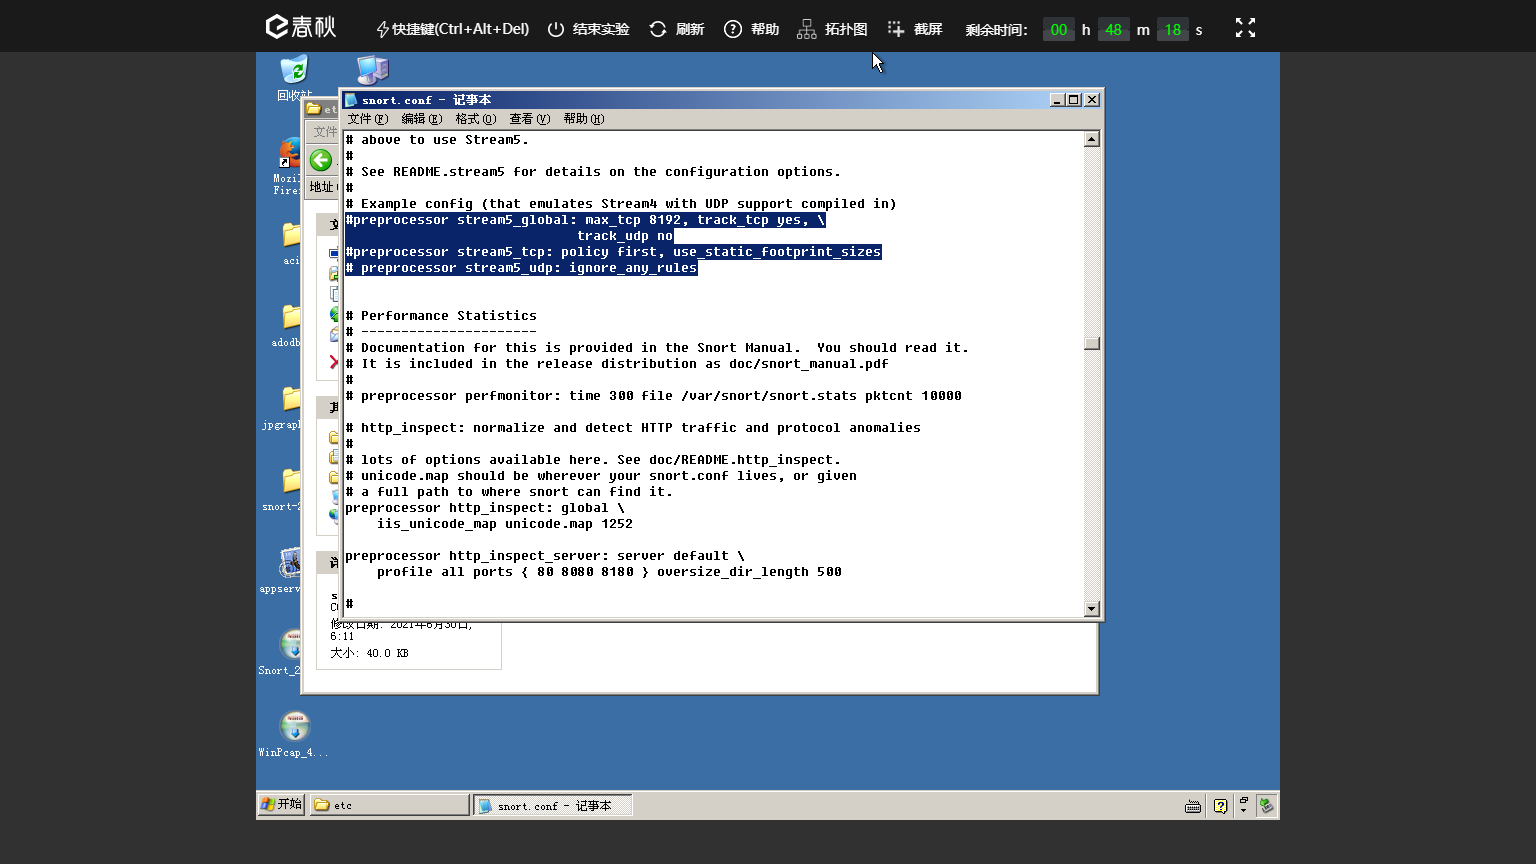 春秋 快捷键(Ctrl+Alt+Del) 结束实验 刷新 帮助 拓扑图 截屏 剩余时间： 00 h 48 m 18 s
回收站
snort.conf - 记事本
文件(F) 编辑(E) 格式(O) 查看(V) 帮助(H)
# above to use Stream5.
#
# See README.stream5 for details on the configuration options.
#
# Example config (that emulates Stream4 with UDP support compiled in)
#preprocessor stream5_global: max_tcp 8192, track_tcp yes, \
track_udp no
#preprocessor stream5_tcp: policy first, use_static_footprint_sizes
# preprocessor stream5_udp: ignore_any_rules
# Performance Statistics
# ----------------------
# Documentation for this is provided in the Snort Manual.  You should read it.
# It is included in the release distribution as doc/snort_manual.pdf
#
# preprocessor perfmonitor: time 300 file /var/snort/snort.stats pktcnt 10000
# http_inspect: normalize and detect HTTP traffic and protocol anomalies
#
# lots of options available here. See doc/README.http_inspect.
# unicode.map should be wherever your snort.conf lives, or given
# a full path to where snort can find it.
preprocessor http_inspect: global \
iis_unicode_map unicode.map 1252
preprocessor http_inspect_server: server default \
profile all ports { 80 8080 8180 } oversize_dir_length 500
#
et
文件
地址
Mozil
Firef
aci
adodb
jpgraph
snort-2
appserv
Snort_2
WinPcap_4...
修改日期: 2021年6月30日,
6:11
大小: 40.0 KB
开始 etc snort.conf - 记事本